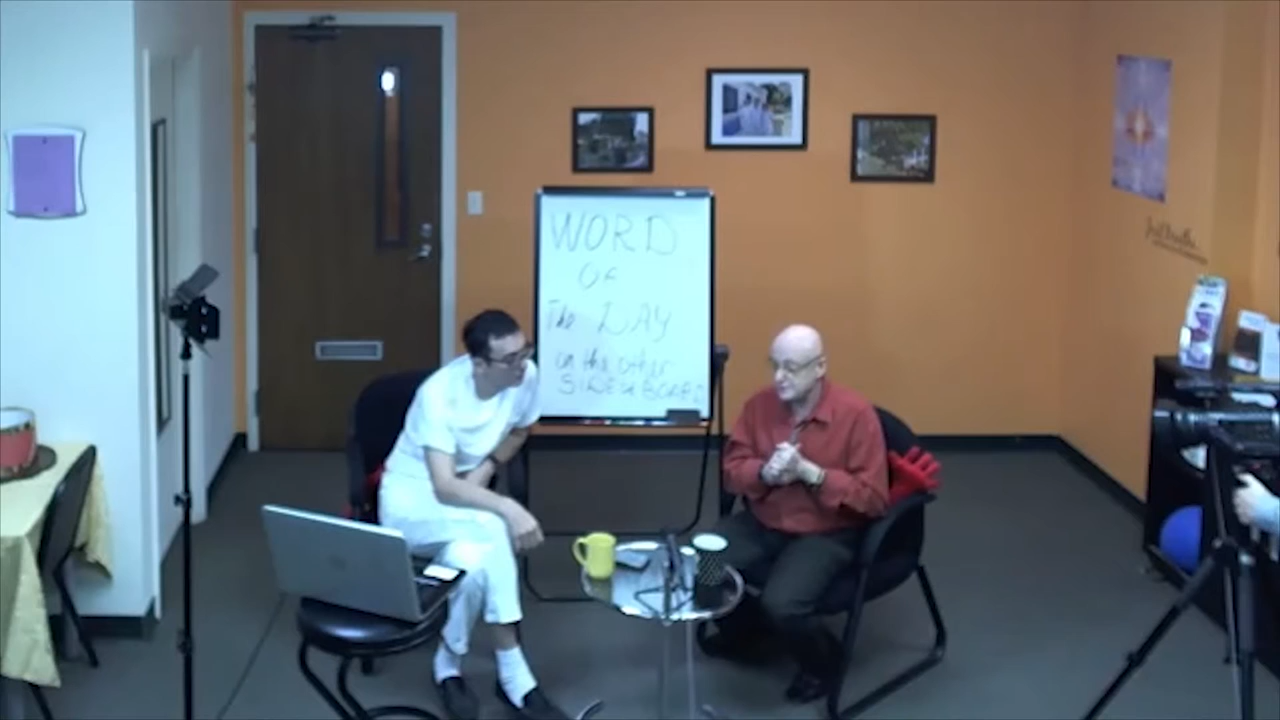 WORD
OF
The DAY
on the other
SIDE of BOARD